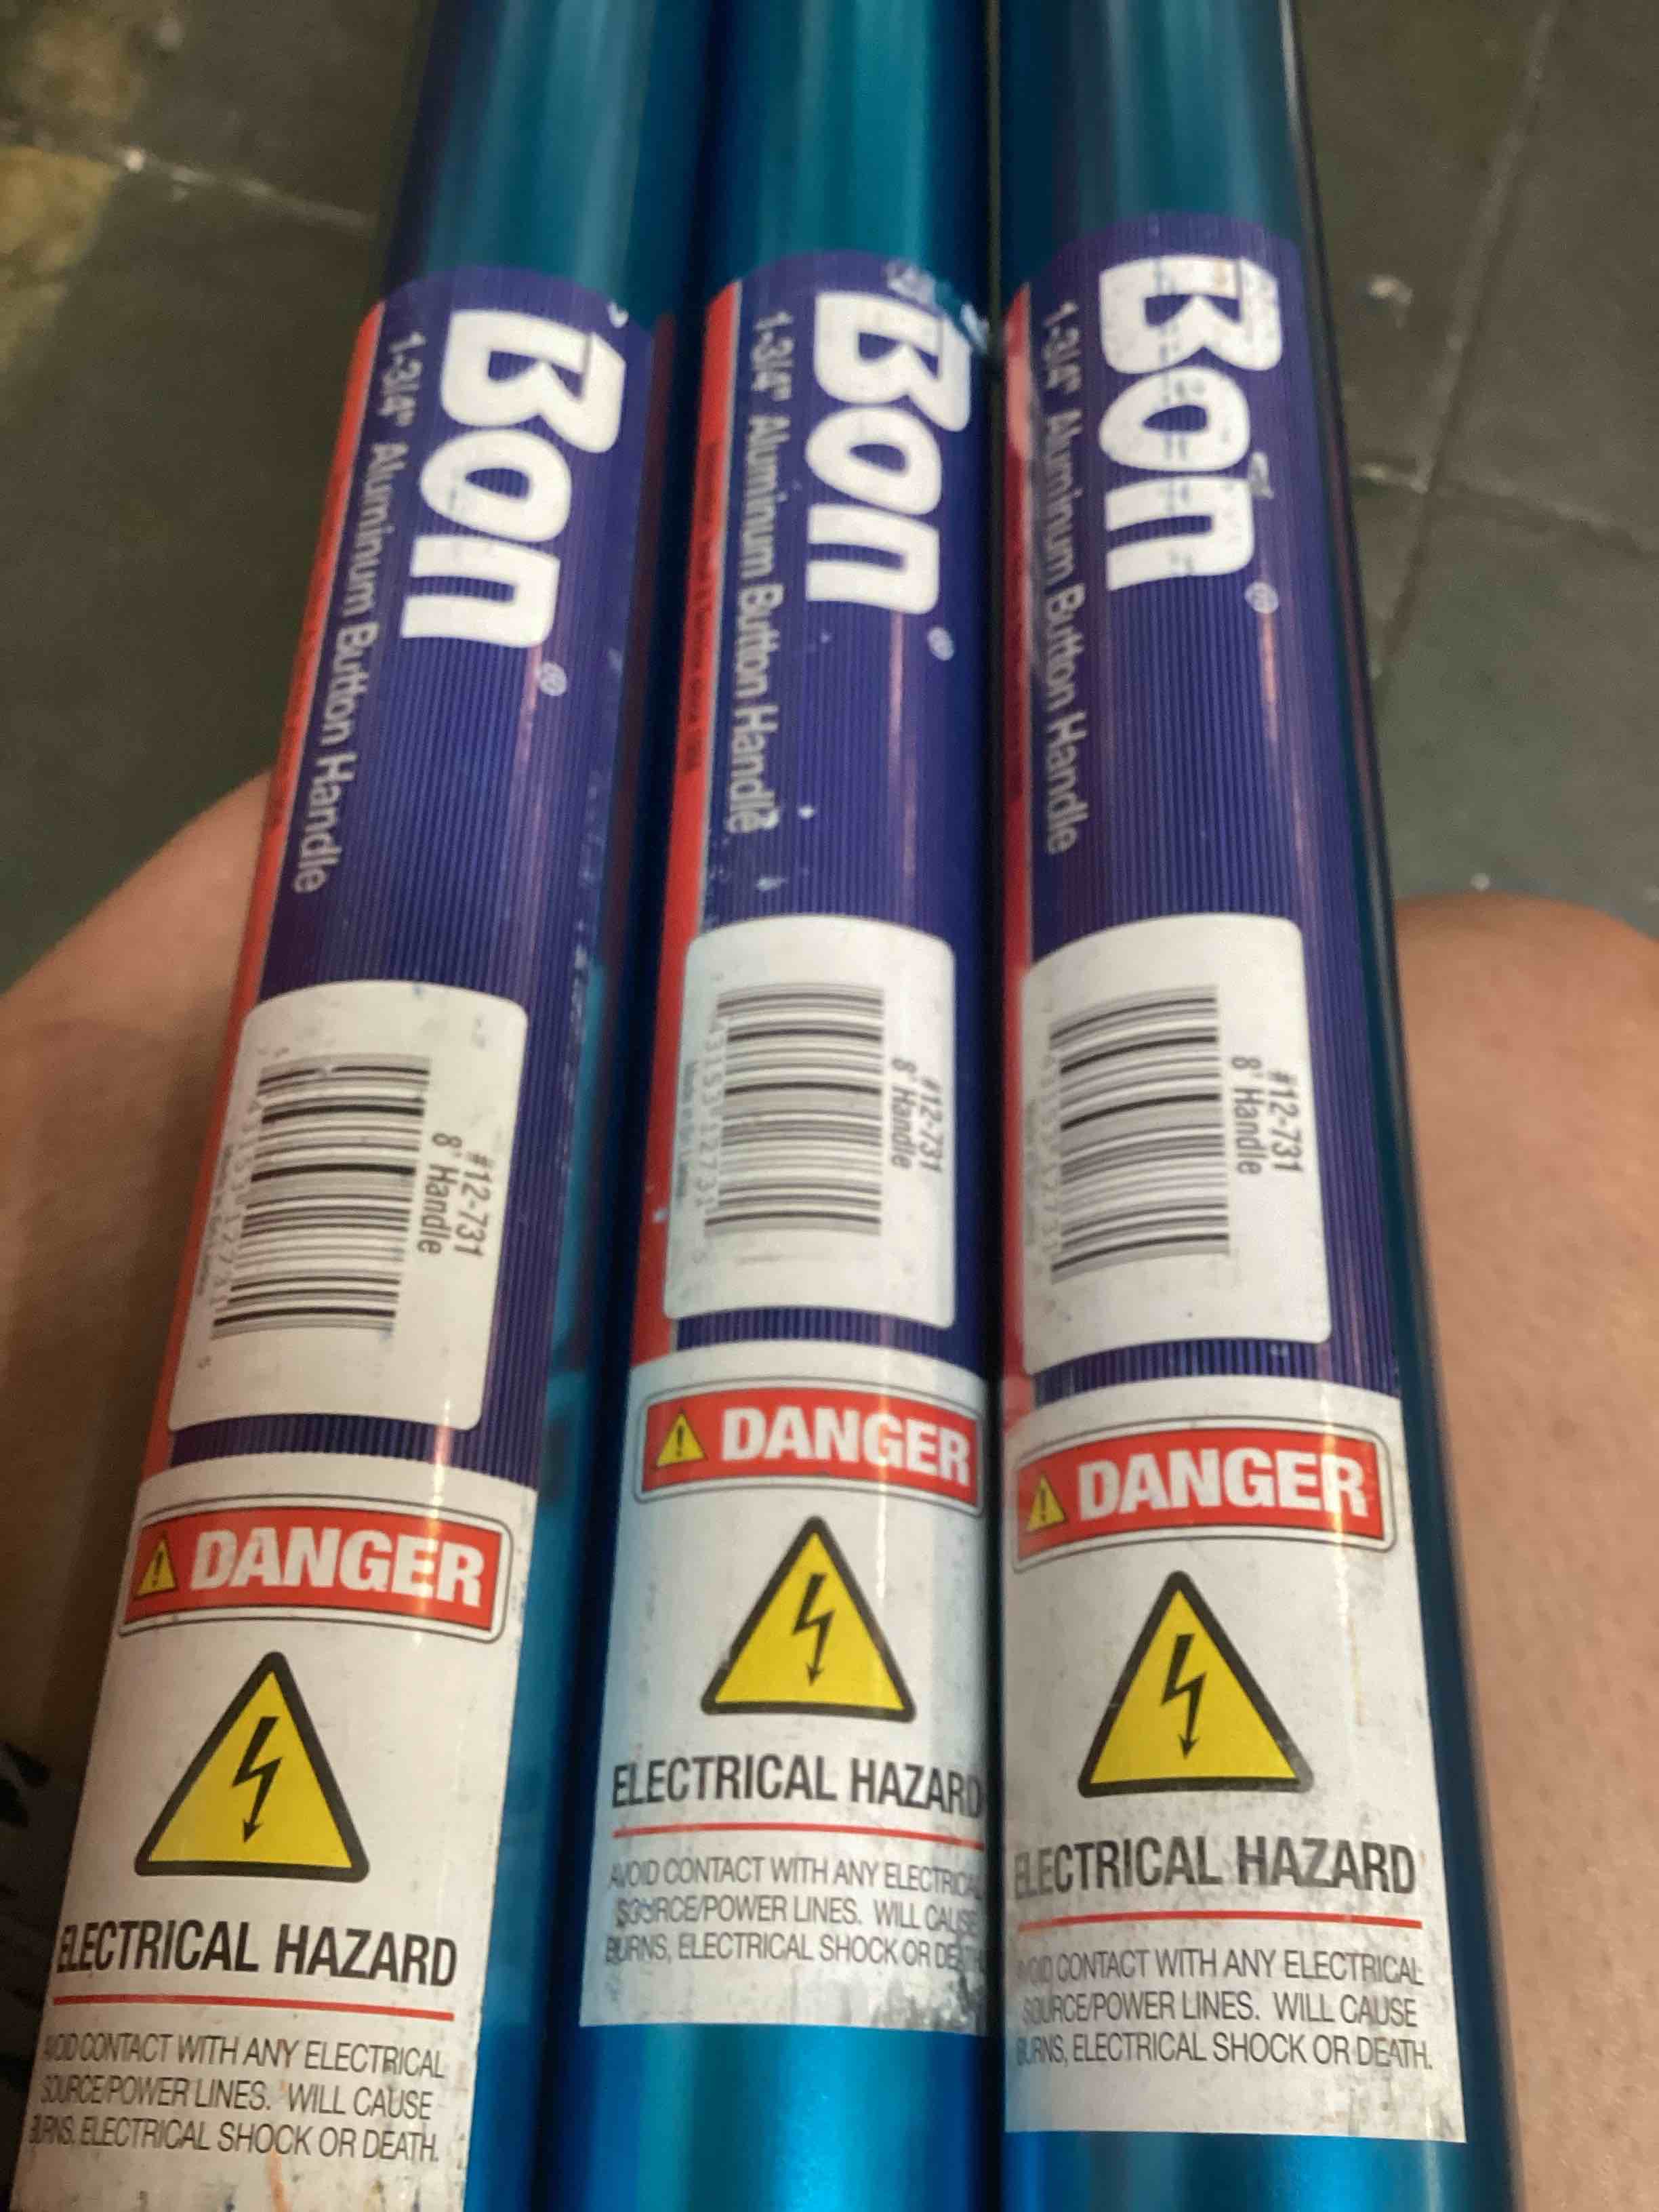 Bon®
1-3/4" Aluminum Button Handle
#12-731
8' Handle
DANGER
ELECTRICAL HAZARD
AVOID CONTACT WITH ANY ELECTRICAL
SOURCE/POWER LINES. WILL CAUSE
BURNS, ELECTRICAL SHOCK OR DEATH.
Bon®
1-3/4" Aluminum Button Handle
#12-731
8' Handle
DANGER
ELECTRICAL HAZARD
AVOID CONTACT WITH ANY ELECTRICAL
SOURCE/POWER LINES. WILL CAUSE
BURNS, ELECTRICAL SHOCK OR DEATH
Bon®
1-3/4" Aluminum Button Handle
#12-731
8' Handle
DANGER
ELECTRICAL HAZARD
AVOID CONTACT WITH ANY ELECTRICAL
SOURCE/POWER LINES. WILL CAUSE
BURNS, ELECTRICAL SHOCK OR DEATH.